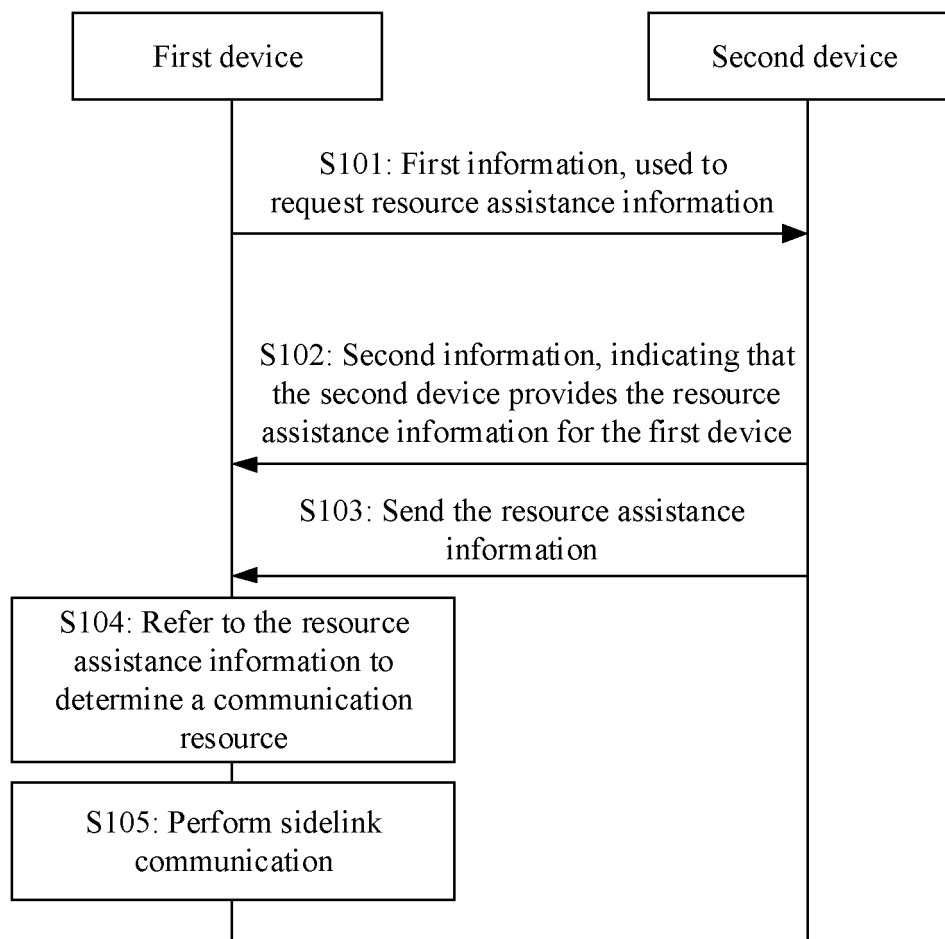 First device
Second device
S101: First information, used to
request resource assistance information
S102: Second information, indicating that
the second device provides the resource
assistance information for the first device
S103: Send the resource assistance
information
S104: Refer to the resource
assistance information to
determine a communication
resource
S105: Perform sidelink
communication